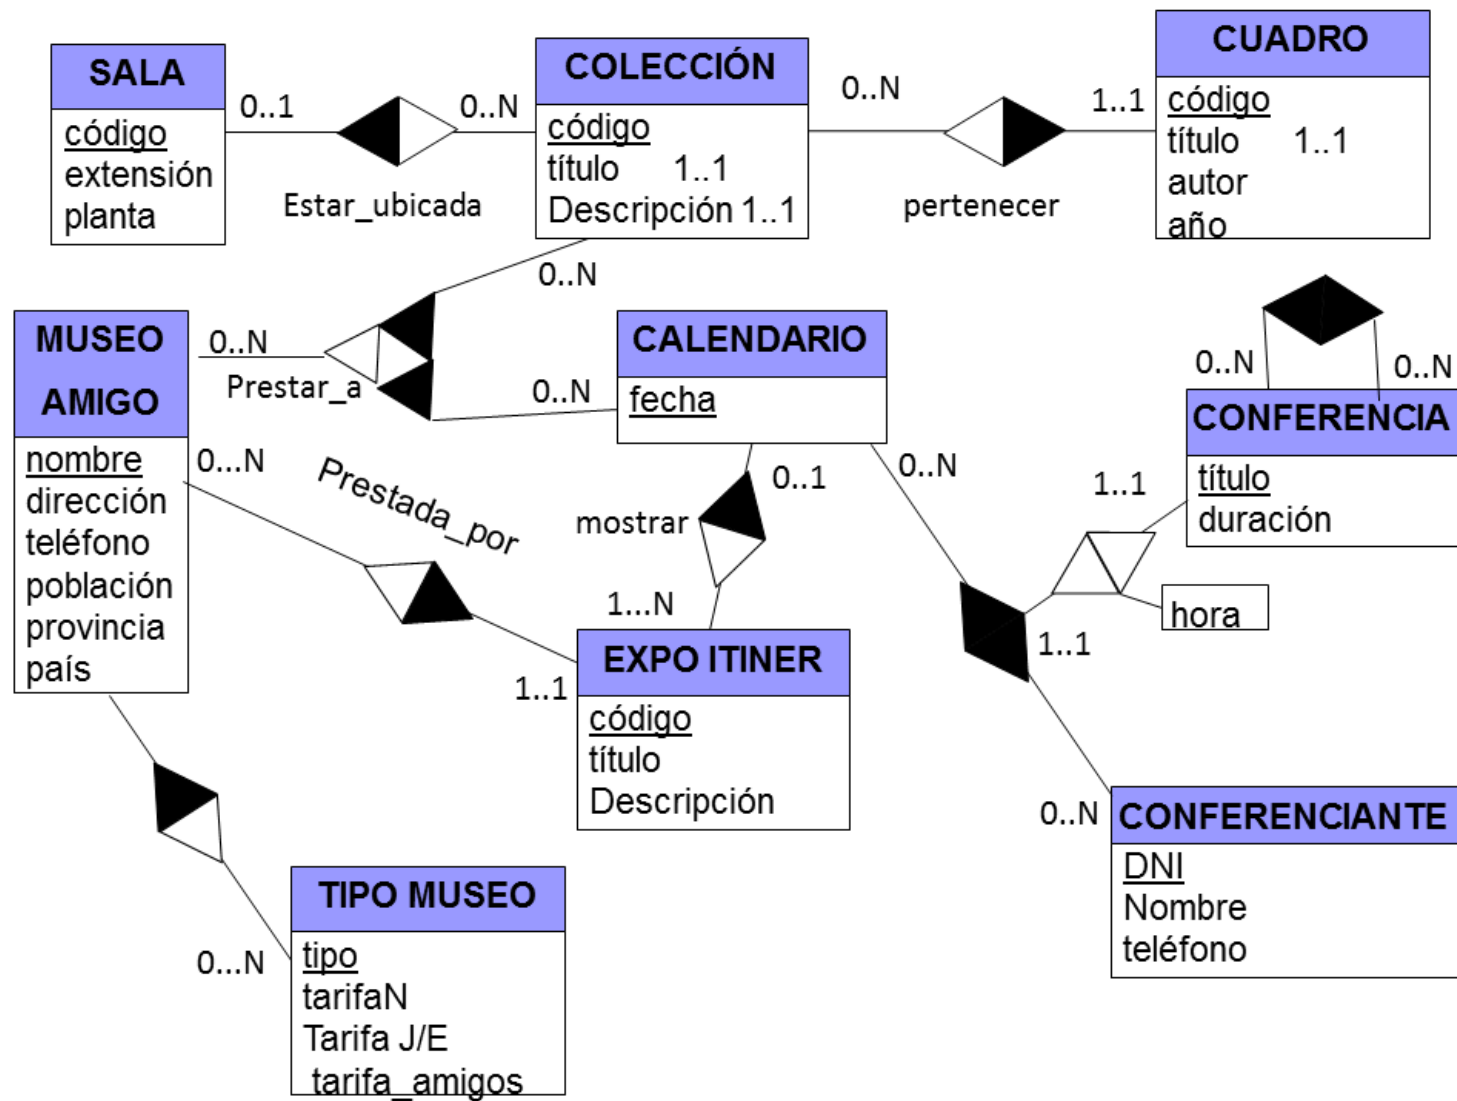 SALA
código
extensión
planta
0..1
0..N
Estar_ubicada
COLECCIÓN
código
título 1..1
Descripción 1..1
0..N
1..1
pertenecer
CUADRO
código
título 1..1
autor
año
0..N
MUSEO
AMIGO
nombre
dirección
teléfono
población
provincia
país
0..N
Prestar_a
0..N
CALENDARIO
fecha
0..N
0..N
CONFERENCIA
título
duración
0...N
Prestada_por
1..1
mostrar
0..1
1...N
0..N
1..1
hora
1..1
EXPO ITINER
código
título
Descripción
0..N
CONFERENCIANTE
DNI
Nombre
teléfono
0...N
TIPO MUSEO
tipo
tarifaN
Tarifa J/E
tarifa_amigos